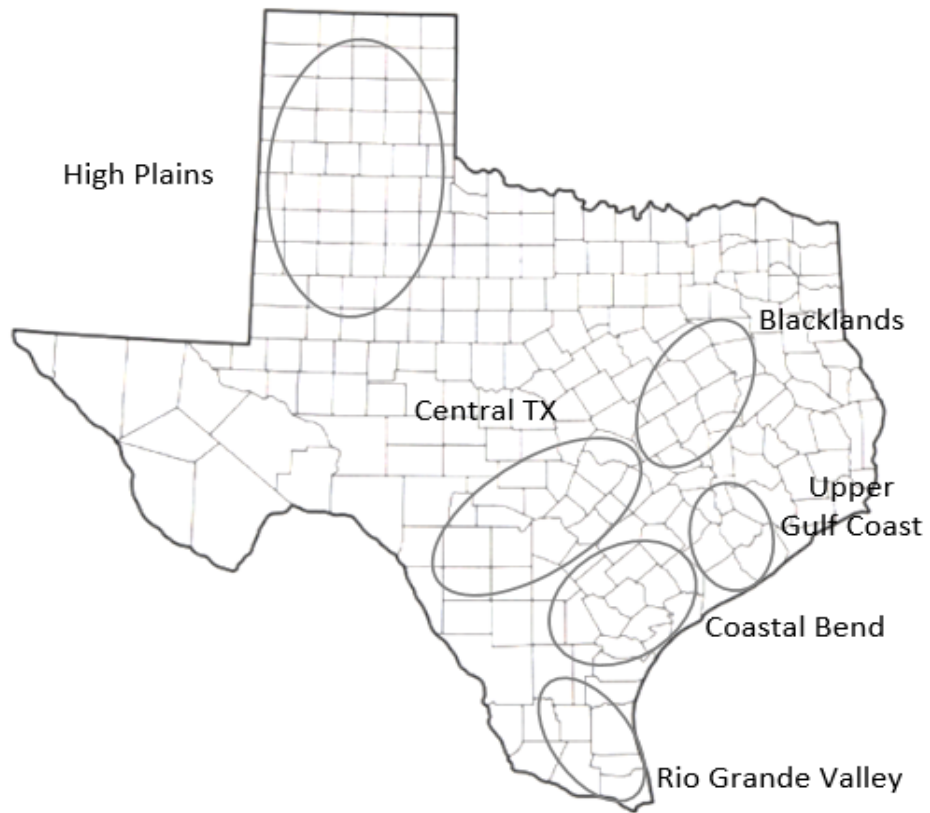 High Plains
Blacklands
Central TX
Upper
Gulf Coast
Coastal Bend
Rio Grande Valley